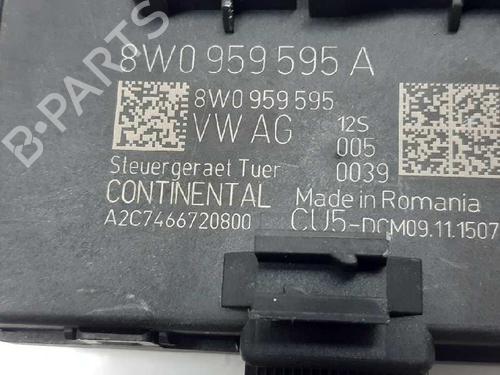 8W0 959 595 A
8W0 959 595
VW AG 12S
005
Steuergeraet Tuer 0039
CONTINENTAL Made in Romania
A2C7466720800 CU5-DCM09.11.1507